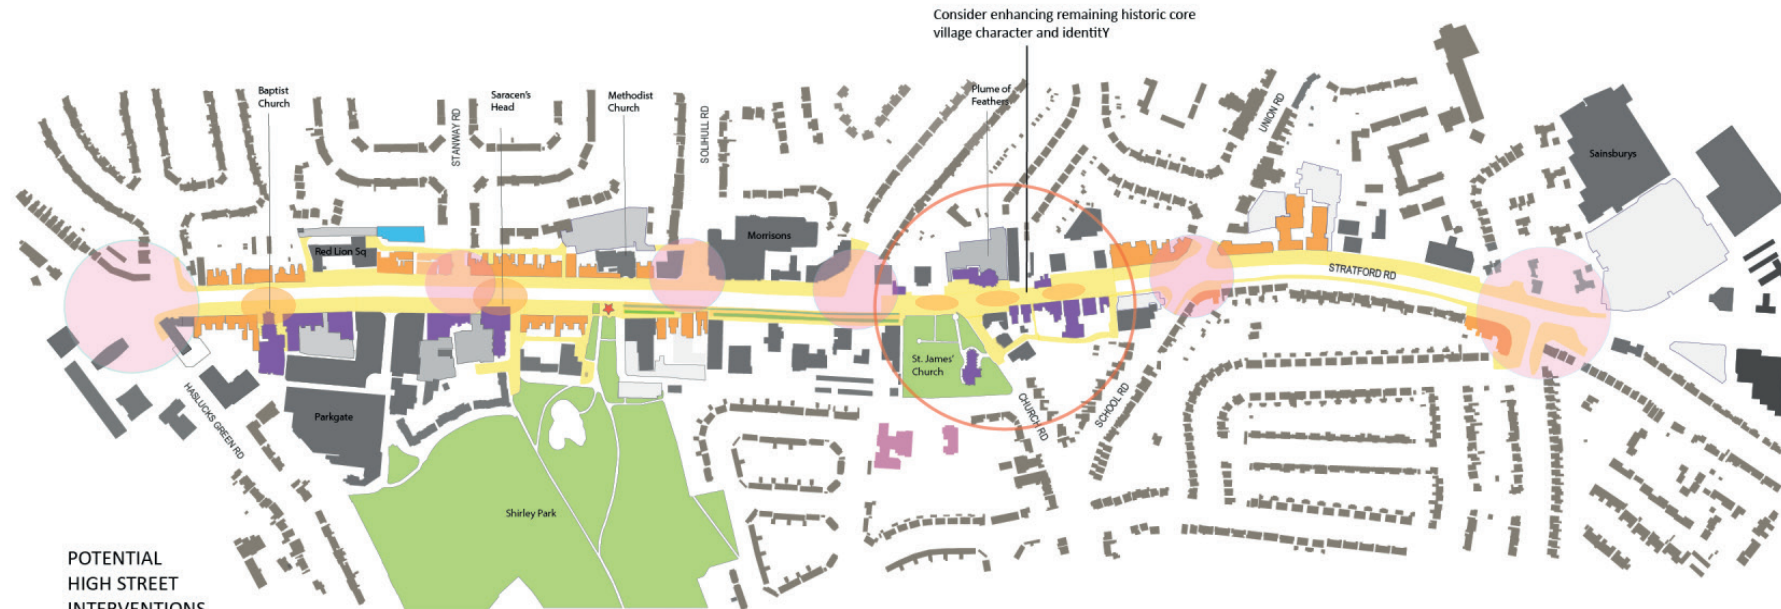 Consider enhancing remaining historic core
village character and identitY
Baptist
Church
Saracen's
Head
Methodist
Church
Plume of
Feathers
STANWAY RD
SOLIHULL RD
UNION RD
Sainsburys
Red Lion Sq
Morrisons
STRATFORD RD
St. James'
Church
HASLUCKS GREEN RD
Parkgate
CHURCH RD
SCHOOL RD
Shirley Park
POTENTIAL
HIGH STREET
INTERVENTIONS